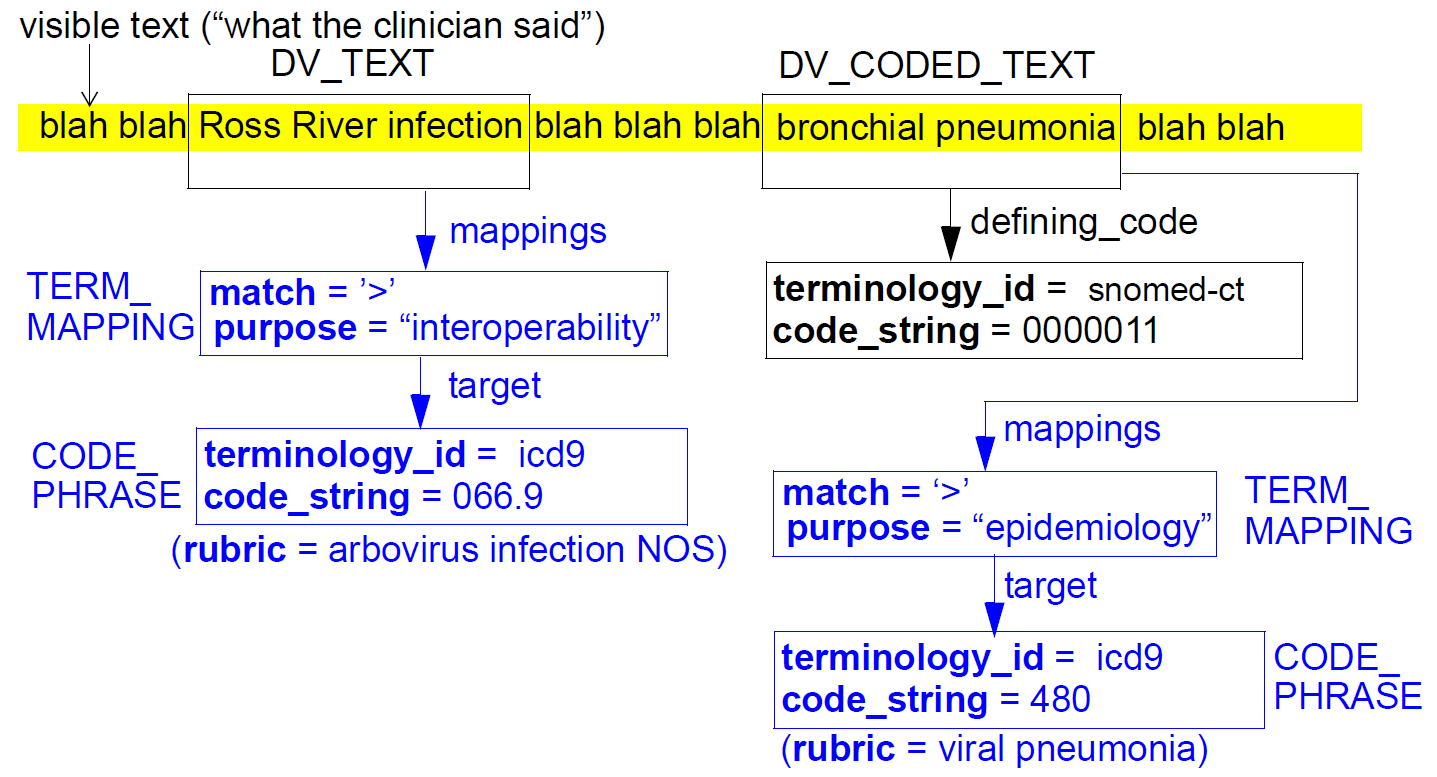 visible text (“what the clinician said”)
DV_TEXT
DV_CODED_TEXT
blah blah Ross River infection blah blah blah bronchial pneumonia blah blah
mappings
TERM_
MAPPING
match = ’>’
purpose = “interoperability”
target
CODE_
PHRASE
terminology_id = icd9
code_string = 066.9
(rubric = arbovirus infection NOS)
defining_code
terminology_id = snomed-ct
code_string = 0000011
mappings
match = ‘>’
purpose = “epidemiology”
TERM_
MAPPING
target
terminology_id = icd9
code_string = 480
CODE_
PHRASE
(rubric = viral pneumonia)